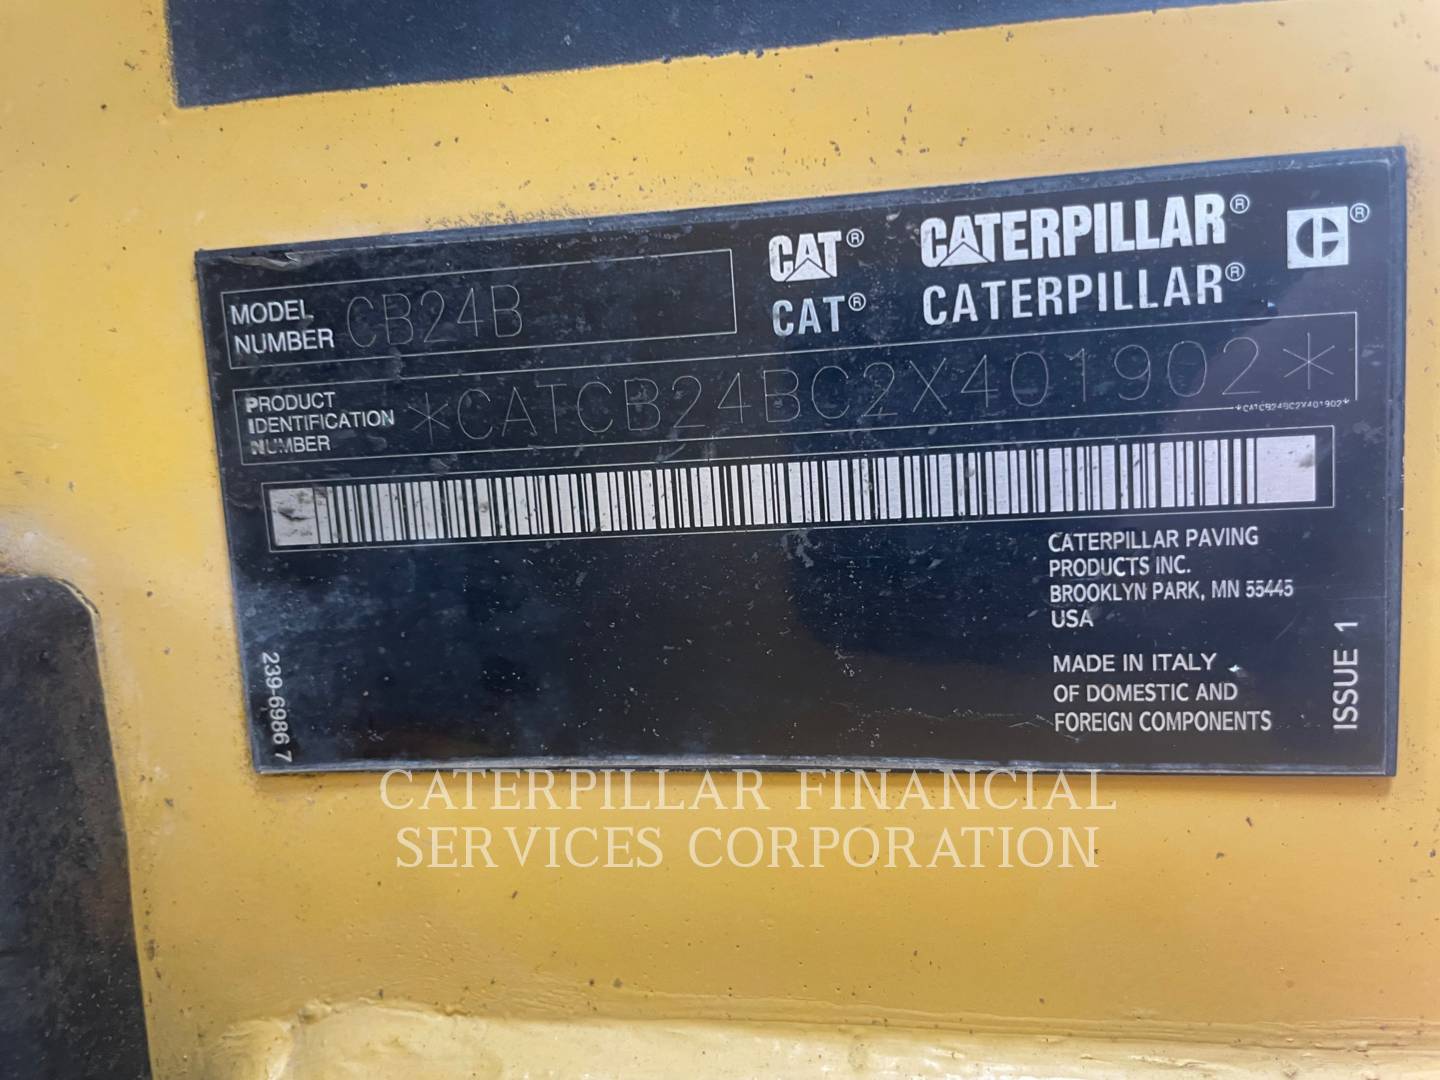 CAT® CATERPILLAR® ®
CAT® CATERPILLAR®
MODEL
NUMBER CB24B
PRODUCT
IDENTIFICATION
NUMBER
*CATCB24BC2X401902*
*CATCB24BC2X401902*
CATERPILLAR PAVING
PRODUCTS INC.
BROOKLYN PARK, MN 55445
USA
MADE IN ITALY
OF DOMESTIC AND
FOREIGN COMPONENTS
ISSUE 1
239-6986 7
CATERPILLAR FINANCIAL
SERVICES CORPORATION